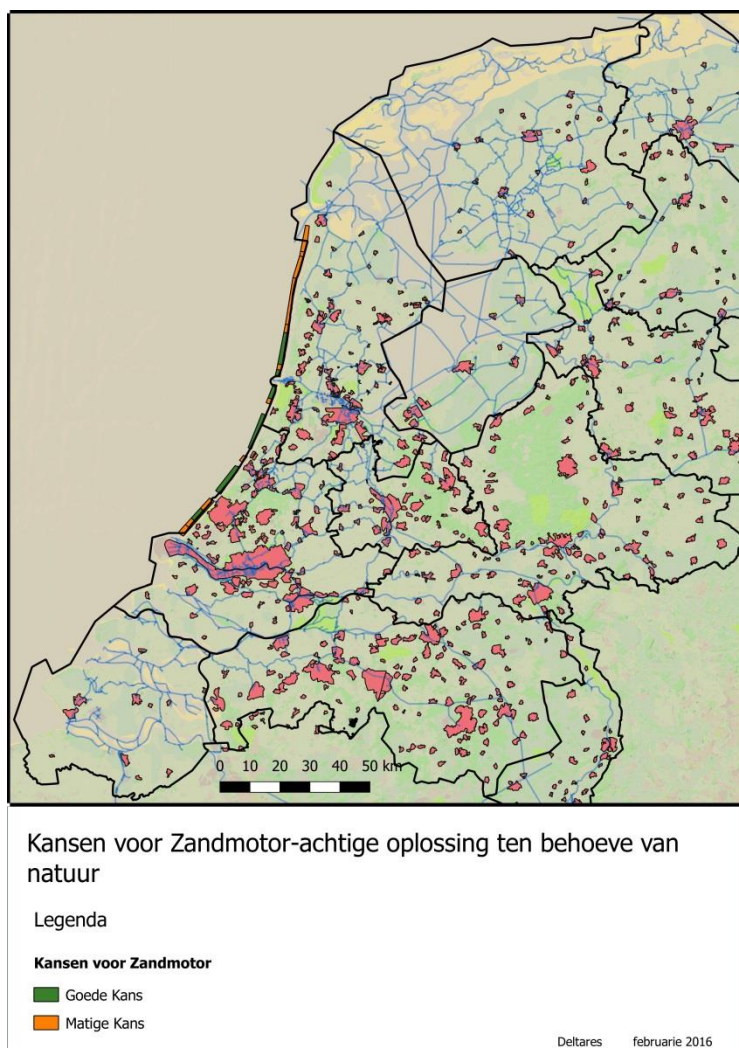 0 10 20 30 40 50 km
Kansen voor Zandmotor-achtige oplossing ten behoeve van
natuur
Legenda
Kansen voor Zandmotor
Goede Kans
Matige Kans
Deltares februarie 2016